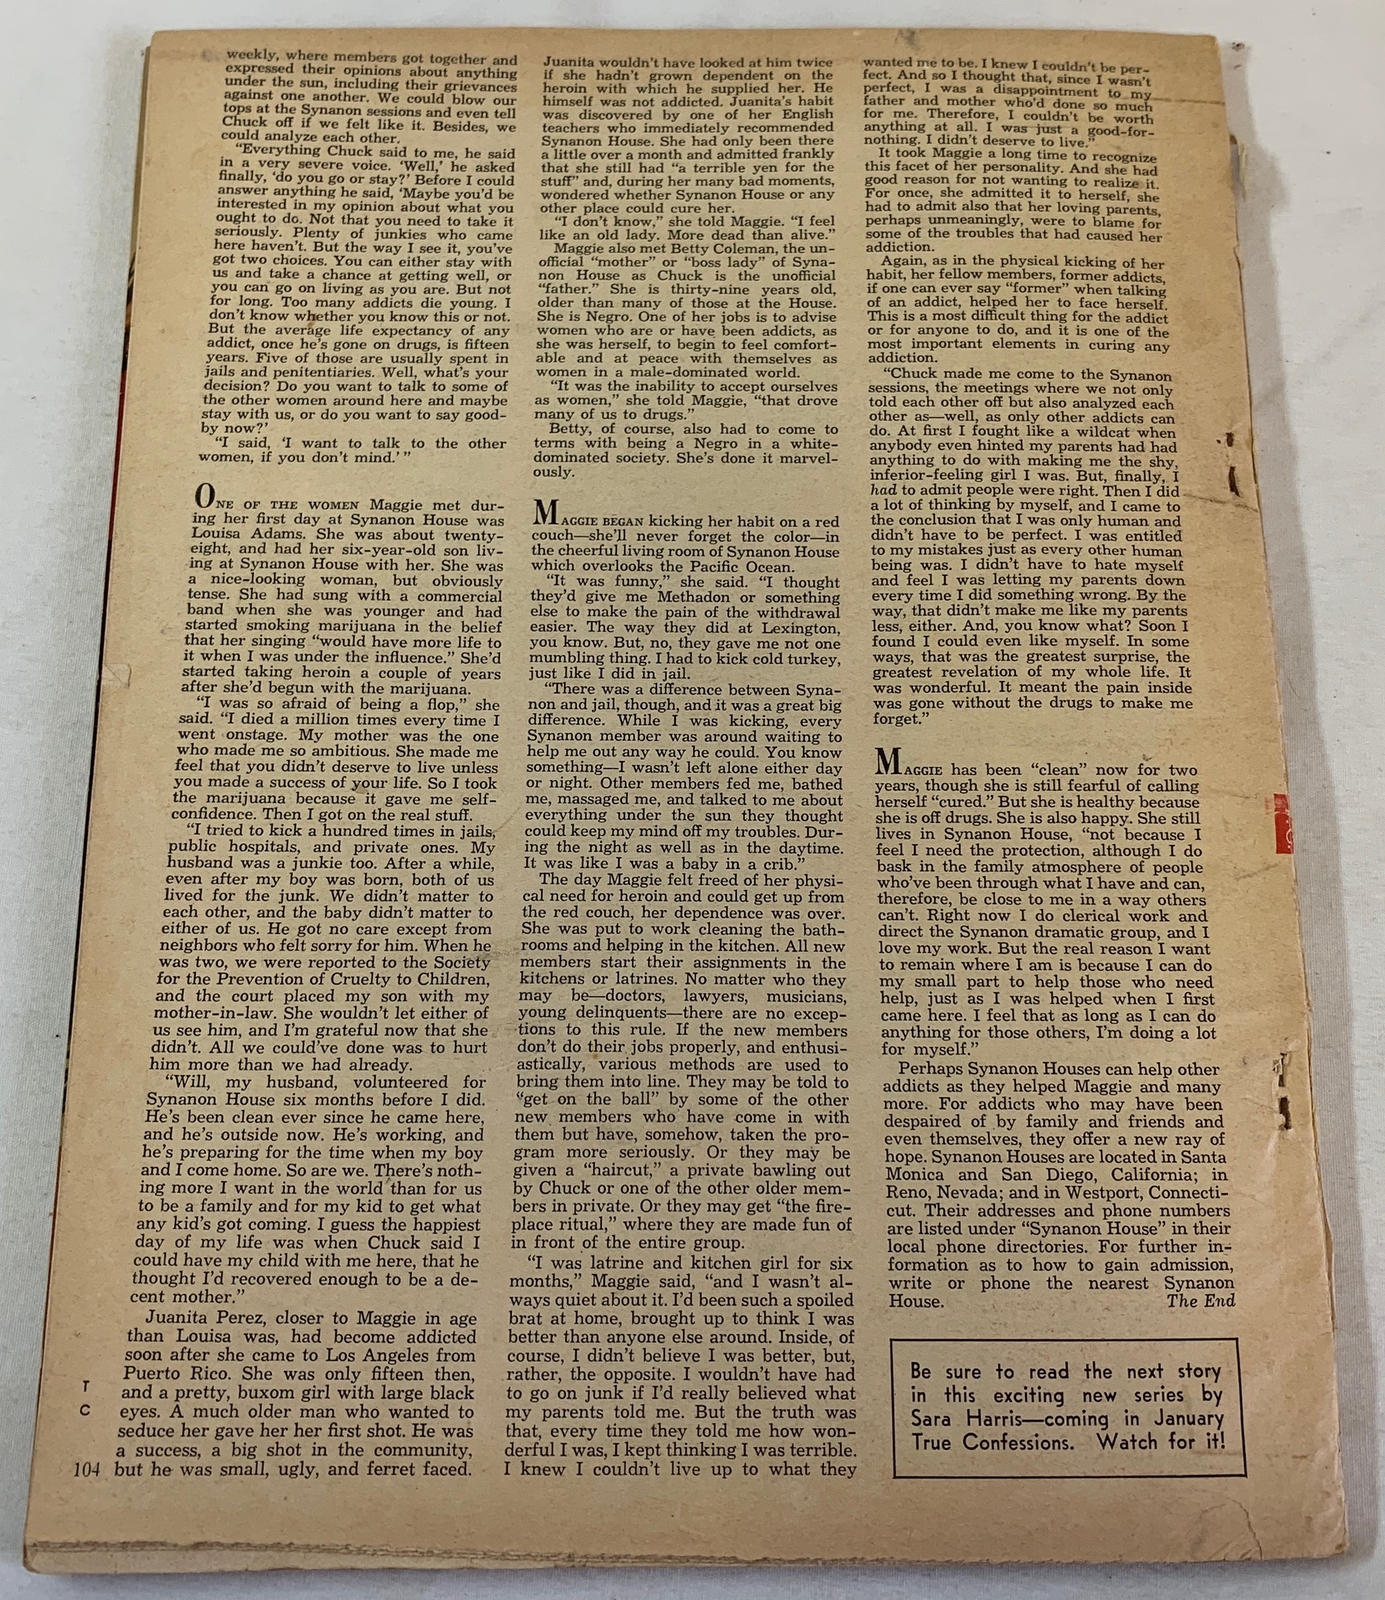 weekly, where members got together and
expressed their opinions about anything
under the sun, including their grievances
against one another. We could blow our
tops at the Synanon sessions and even tell
Chuck off if we felt like it. Besides, we
could analyze each other.
"Everything Chuck said to me, he said
in a very severe voice. 'Well,' he asked
finally, 'do you go or stay?' Before I could
answer anything he said, 'Maybe you'd be
interested in my opinion about what you
ought to do. Not that you need to take it
seriously. Plenty of junkies who came
here haven't. But the way I see it, you've
got two choices. You can either stay with
us and take a chance at getting well, or
you can go on living as you are. But not
for long. Too many addicts die young. I
don't know whether you know this or not.
But the average life expectancy of any
addict, once he's gone on drugs, is fifteen
years. Five of those are usually spent in
jails and penitentiaries. Well, what's your
decision? Do you want to talk to some of
the other women around here and maybe
stay with us, or do you want to say good-
by now?'
"I said, 'I want to talk to the other
women, if you don't mind.' "
ONE OF THE WOMEN Maggie met dur-
ing her first day at Synanon House was
Louisa Adams. She was about twenty-
eight, and had her six-year-old son liv-
ing at Synanon House with her. She was
a nice-looking woman, but obviously
tense. She had sung with a commercial
band when she was younger and had
started smoking marijuana in the belief
that her singing "would have more life to
it when I was under the influence." She'd
started taking heroin a couple of years
after she'd begun with the marijuana.
"I was so afraid of being a flop," she
said. "I died a million times every time I
went onstage. My mother was the one
who made me so ambitious. She made me
feel that you didn't deserve to live unless
you made a success of your life. So I took
the marijuana because it gave me self-
confidence. Then I got on the real stuff.
"I tried to kick a hundred times in jails,
public hospitals, and private ones. My
husband was a junkie too. After a while,
even after my boy was born, both of us
lived for the junk. We didn't matter to
each other, and the baby didn't matter to
either of us. He got no care except from
neighbors who felt sorry for him. When he
was two, we were reported to the Society
for the Prevention of Cruelty to Children,
and the court placed my son with my
mother-in-law. She wouldn't let either of
us see him, and I'm grateful now that she
didn't. All we could've done was to hurt
him more than we had already.
"Will, my husband, volunteered for
Synanon House six months before I did.
He's been clean ever since he came here,
and he's outside now. He's working, and
he's preparing for the time when my boy
and I come home. So are we. There's noth-
ing more I want in the world than for us
to be a family and for my kid to get what
any kid's got coming. I guess the happiest
day of my life was when Chuck said I
could have my child with me here, that he
thought I'd recovered enough to be a de-
cent mother."
Juanita Perez, closer to Maggie in age
than Louisa was, had become addicted
soon after she came to Los Angeles from
Puerto Rico. She was only fifteen then,
and a pretty, buxom girl with large black
eyes. A much older man who wanted to
seduce her gave her her first shot. He was
a success, a big shot in the community,
but he was small, ugly, and ferret faced.
T
C
104
Juanita wouldn't have looked at him twice
if she hadn't grown dependent on the
heroin with which he supplied her. He
himself was not addicted. Juanita's habit
was discovered by one of her English
teachers who immediately recommended
Synanon House. She had only been there
a little over a month and admitted frankly
that she still had "a terrible yen for the
stuff" and, during her many bad moments,
wondered whether Synanon House or any
other place could cure her.
"I don't know," she told Maggie. "I feel
like an old lady. More dead than alive."
Maggie also met Betty Coleman, the un-
official "mother" or "boss lady" of Syna-
non House as Chuck is the unofficial
"father." She is thirty-nine years old,
older than many of those at the House.
She is Negro. One of her jobs is to advise
women who are or have been addicts, as
she was herself, to begin to feel comfort-
able and at peace with themselves as
women in a male-dominated world.
"It was the inability to accept ourselves
as women," she told Maggie, "that drove
many of us to drugs."
Betty, of course, also had to come to
terms with being a Negro in a white-
dominated society. She's done it marvel-
ously.
MAGGIE BEGAN kicking her habit on a red
couch—she'll never forget the color—in
the cheerful living room of Synanon House
which overlooks the Pacific Ocean.
"It was funny," she said. "I thought
they'd give me Methadon or something
else to make the pain of the withdrawal
easier. The way they did at Lexington,
you know. But, no, they gave me not one
mumbling thing. I had to kick cold turkey,
just like I did in jail.
"There was a difference between Syna-
non and jail, though, and it was a great big
difference. While I was kicking, every
Synanon member was around waiting to
help me out any way he could. You know
something—I wasn't left alone either day
or night. Other members fed me, bathed
me, massaged me, and talked to me about
everything under the sun they thought
could keep my mind off my troubles. Dur-
ing the night as well as in the daytime.
It was like I was a baby in a crib."
The day Maggie felt freed of her physi-
cal need for heroin and could get up from
the red couch, her dependence was over.
She was put to work cleaning the bath-
rooms and helping in the kitchen. All new
members start their assignments in the
kitchens or latrines. No matter who they
may be—doctors, lawyers, musicians,
young delinquents—there are no excep-
tions to this rule. If the new members
don't do their jobs properly, and enthusi-
astically, various methods are used to
bring them into line. They may be told to
"get on the ball" by some of the other
new members who have come in with
them but have, somehow, taken the pro-
gram more seriously. Or they may be
given a "haircut," a private bawling out
by Chuck or one of the other older mem-
bers in private. Or they may get "the fire-
place ritual," where they are made fun of
in front of the entire group.
"I was latrine and kitchen girl for six
months," Maggie said, "and I wasn't al-
ways quiet about it. I'd been such a spoiled
brat at home, brought up to think I was
better than anyone else around. Inside, of
course, I didn't believe I was better, but,
rather, the opposite. I wouldn't have had
to go on junk if I'd really believed what
my parents told me. But the truth was
that, every time they told me how won-
derful I was, I kept thinking I was terrible.
I knew I couldn't live up to what they
wanted me to be. I knew I couldn't be per-
fect. And so I thought that, since I wasn't
perfect, I was a disappointment to my
father and mother who'd done so much
for me. Therefore, I couldn't be worth
anything at all. I was just a good-for-
nothing. I didn't deserve to live."
It took Maggie a long time to recognize
this facet of her personality. And she had
good reason for not wanting to realize it.
For once, she admitted it to herself, she
had to admit also that her loving parents,
perhaps unmeaningly, were to blame for
some of the troubles that had caused her
addiction.
Again, as in the physical kicking of her
habit, her fellow members, former addicts,
if one can ever say "former" when talking
of an addict, helped her to face herself.
This is a most difficult thing for the addict
or for anyone to do, and it is one of the
most important elements in curing any
addiction.
"Chuck made me come to the Synanon
sessions, the meetings where we not only
told each other off but also analyzed each
other as—well, as only other addicts can
do. At first I fought like a wildcat when
anybody even hinted my parents had had
anything to do with making me the shy,
inferior-feeling girl I was. But, finally, I
had to admit people were right. Then I did
a lot of thinking by myself, and I came to
the conclusion that I was only human and
didn't have to be perfect. I was entitled
to my mistakes just as every other human
being was. I didn't have to hate myself
and feel I was letting my parents down
every time I did something wrong. By the
way, that didn't make me like my parents
less, either. And, you know what? Soon I
found I could even like myself. In some
ways, that was the greatest surprise, the
greatest revelation of my whole life. It
was wonderful. It meant the pain inside
was gone without the drugs to make me
forget."
MAGGIE has been "clean" now for two
years, though she is still fearful of calling
herself "cured." But she is healthy because
she is off drugs. She is also happy. She still
lives in Synanon House, "not because I
feel I need the protection, although I do
bask in the family atmosphere of people
who've been through what I have and can,
therefore, be close to me in a way others
can't. Right now I do clerical work and
direct the Synanon dramatic group, and I
love my work. But the real reason I want
to remain where I am is because I can do
my small part to help those who need
help, just as I was helped when I first
came here. I feel that as long as I can do
anything for those others, I'm doing a lot
for myself."
Perhaps Synanon Houses can help other
addicts as they helped Maggie and many
more. For addicts who may have been
despaired of by family and friends and
even themselves, they offer a new ray of
hope. Synanon Houses are located in Santa
Monica and San Diego, California; in
Reno, Nevada; and in Westport, Connecti-
cut. Their addresses and phone numbers
are listed under "Synanon House" in their
local phone directories. For further in-
formation as to how to gain admission,
write or phone the nearest Synanon
House. The End
Be sure to read the next story
in this exciting new series by
Sara Harris—coming in January
True Confessions. Watch for it!